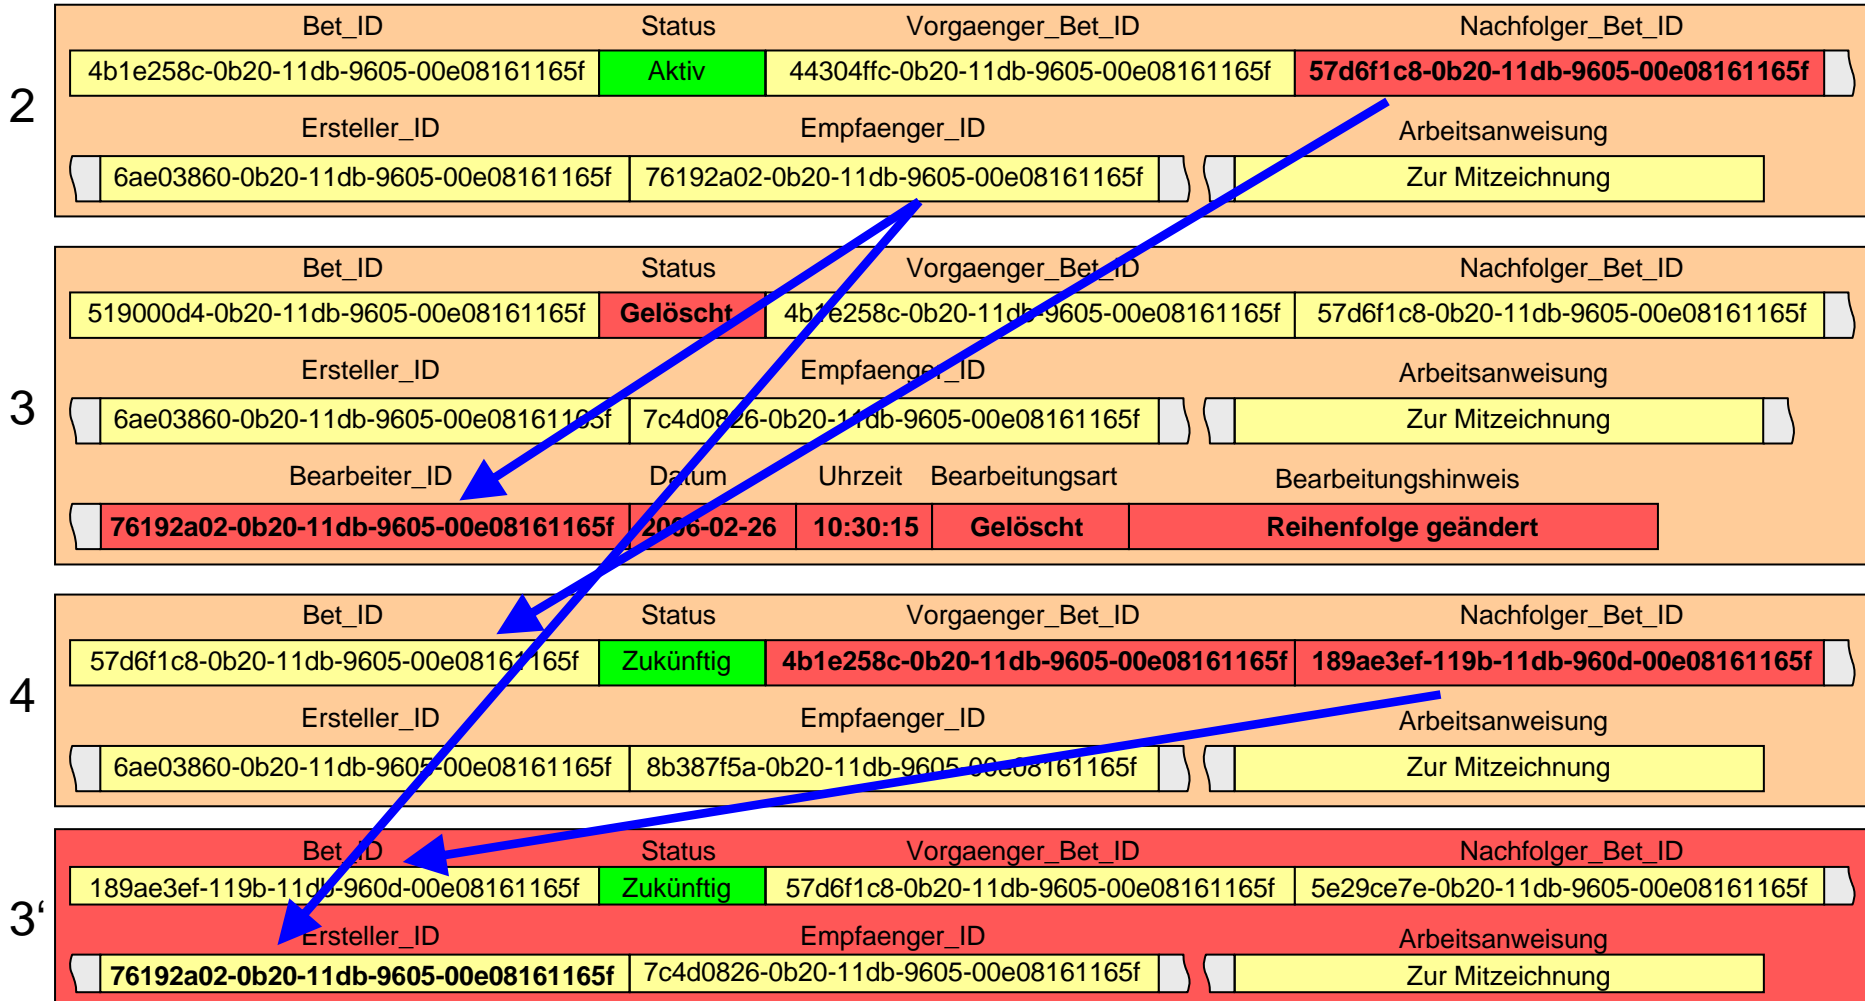 Bet_ID Status Vorgaenger_Bet_ID Nachfolger_Bet_ID
4b1e258c-0b20-11db-9605-00e08161165f Aktiv 44304ffc-0b20-11db-9605-00e08161165f 57d6f1c8-0b20-11db-9605-00e08161165f
2
Ersteller_ID Empfaenger_ID Arbeitsanweisung
6ae03860-0b20-11db-9605-00e08161165f 76192a02-0b20-11db-9605-00e08161165f Zur Mitzeichnung
Bet_ID Status Vorgaenger_Bet_ID Nachfolger_Bet_ID
519000d4-0b20-11db-9605-00e08161165f Gelöscht 4b1e258c-0b20-11db-9605-00e08161165f 57d6f1c8-0b20-11db-9605-00e08161165f
Ersteller_ID Empfaenger_ID Arbeitsanweisung
3
6ae03860-0b20-11db-9605-00e08161165f 7c4d0826-0b20-11db-9605-00e08161165f Zur Mitzeichnung
Bearbeiter_ID Datum Uhrzeit Bearbeitungsart Bearbeitungshinweis
76192a02-0b20-11db-9605-00e08161165f 2006-02-26 10:30:15 Gelöscht Reihenfolge geändert
Bet_ID Status Vorgaenger_Bet_ID Nachfolger_Bet_ID
57d6f1c8-0b20-11db-9605-00e08161165f Zukünftig 4b1e258c-0b20-11db-9605-00e08161165f 189ae3ef-119b-11db-960d-00e08161165f
4
Ersteller_ID Empfaenger_ID Arbeitsanweisung
6ae03860-0b20-11db-9605-00e08161165f 8b387f5a-0b20-11db-9605-00e08161165f Zur Mitzeichnung
Bet_ID Status Vorgaenger_Bet_ID Nachfolger_Bet_ID
189ae3ef-119b-11db-960d-00e08161165f Zukünftig 57d6f1c8-0b20-11db-9605-00e08161165f 5e29ce7e-0b20-11db-9605-00e08161165f
3‘
Ersteller_ID Empfaenger_ID Arbeitsanweisung
76192a02-0b20-11db-9605-00e08161165f 7c4d0826-0b20-11db-9605-00e08161165f Zur Mitzeichnung